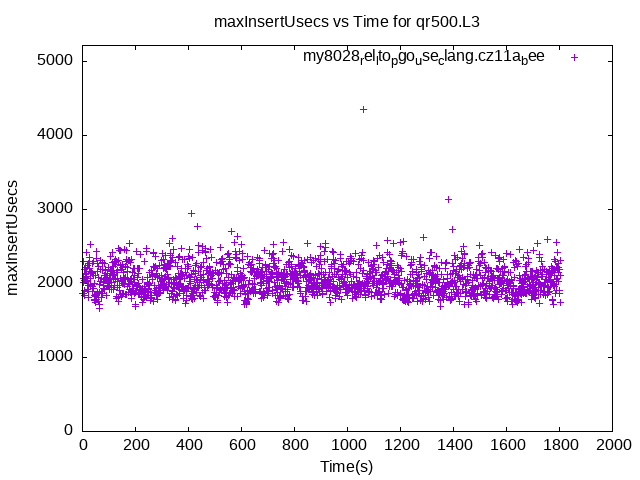 maxInsertUsecs vs Time for qr500.L3
my8028relltopgouseclang.cz11abee
5000
4000
3000
2000
1000
0
maxInsertUsecs
0 200 400 600 800 1000 1200 1400 1600 1800 2000
Time(s)